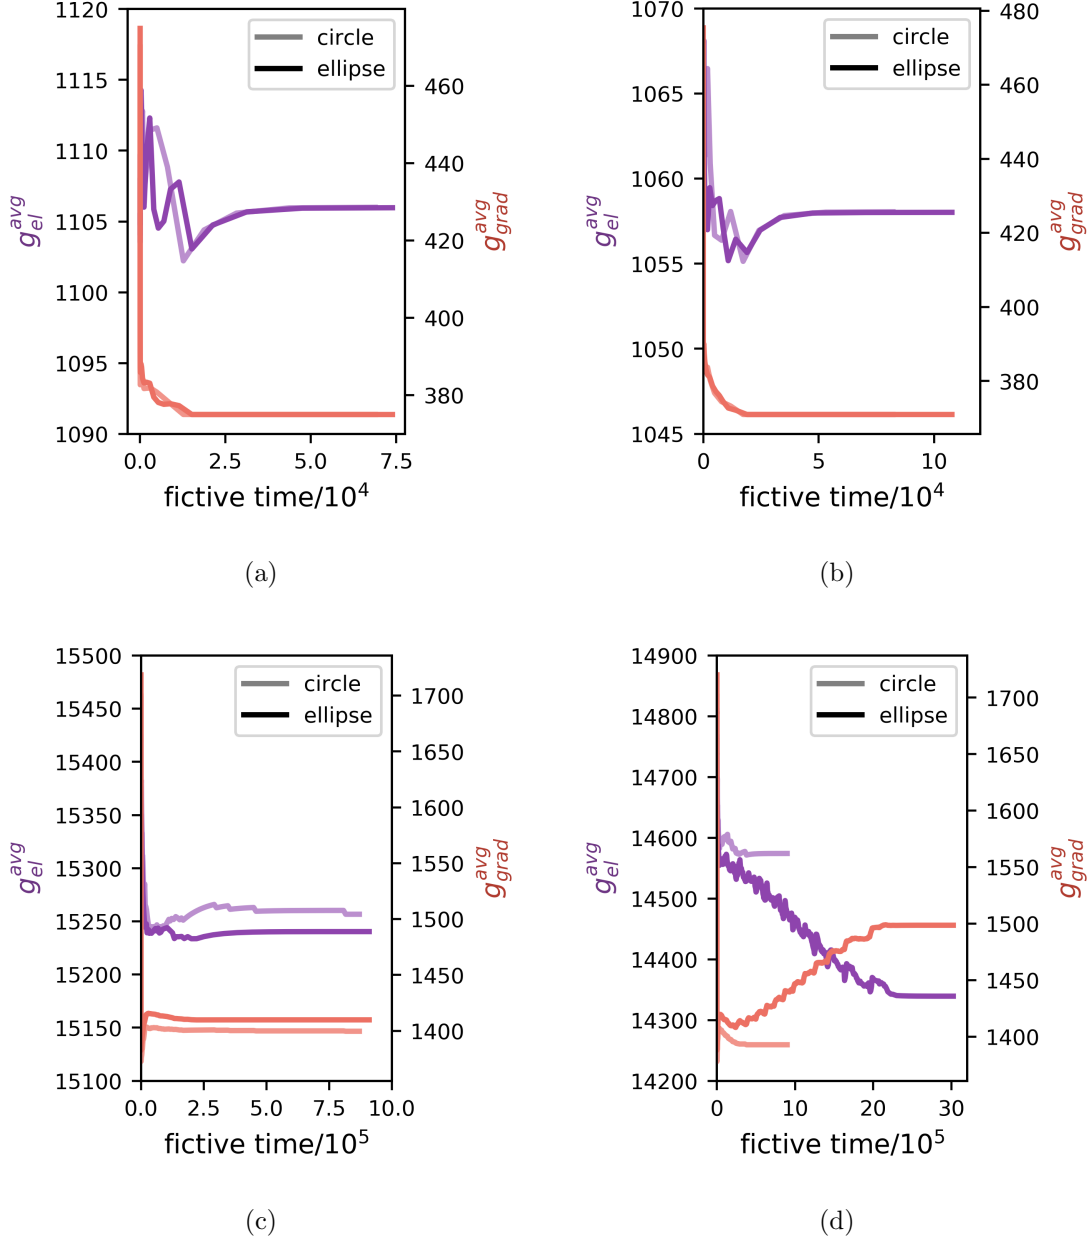 1120
1115
1110
1105
1100
1095
1090
460
440
420
400
380
0.0 2.5 5.0 7.5
fictive time/10^4
g_el^avg
g_grad^avg
circle
ellipse
(a)
1070
1065
1060
1055
1050
1045
480
460
440
420
400
380
0 5 10
fictive time/10^4
g_el^avg
g_grad^avg
circle
ellipse
(b)
15500
15450
15400
15350
15300
15250
15200
15150
15100
1700
1650
1600
1550
1500
1450
1400
0.0 2.5 5.0 7.5 10.0
fictive time/10^5
g_el^avg
g_grad^avg
circle
ellipse
(c)
14900
14800
14700
14600
14500
14400
14300
14200
1700
1650
1600
1550
1500
1450
1400
0 10 20 30
fictive time/10^5
g_el^avg
g_grad^avg
circle
ellipse
(d)